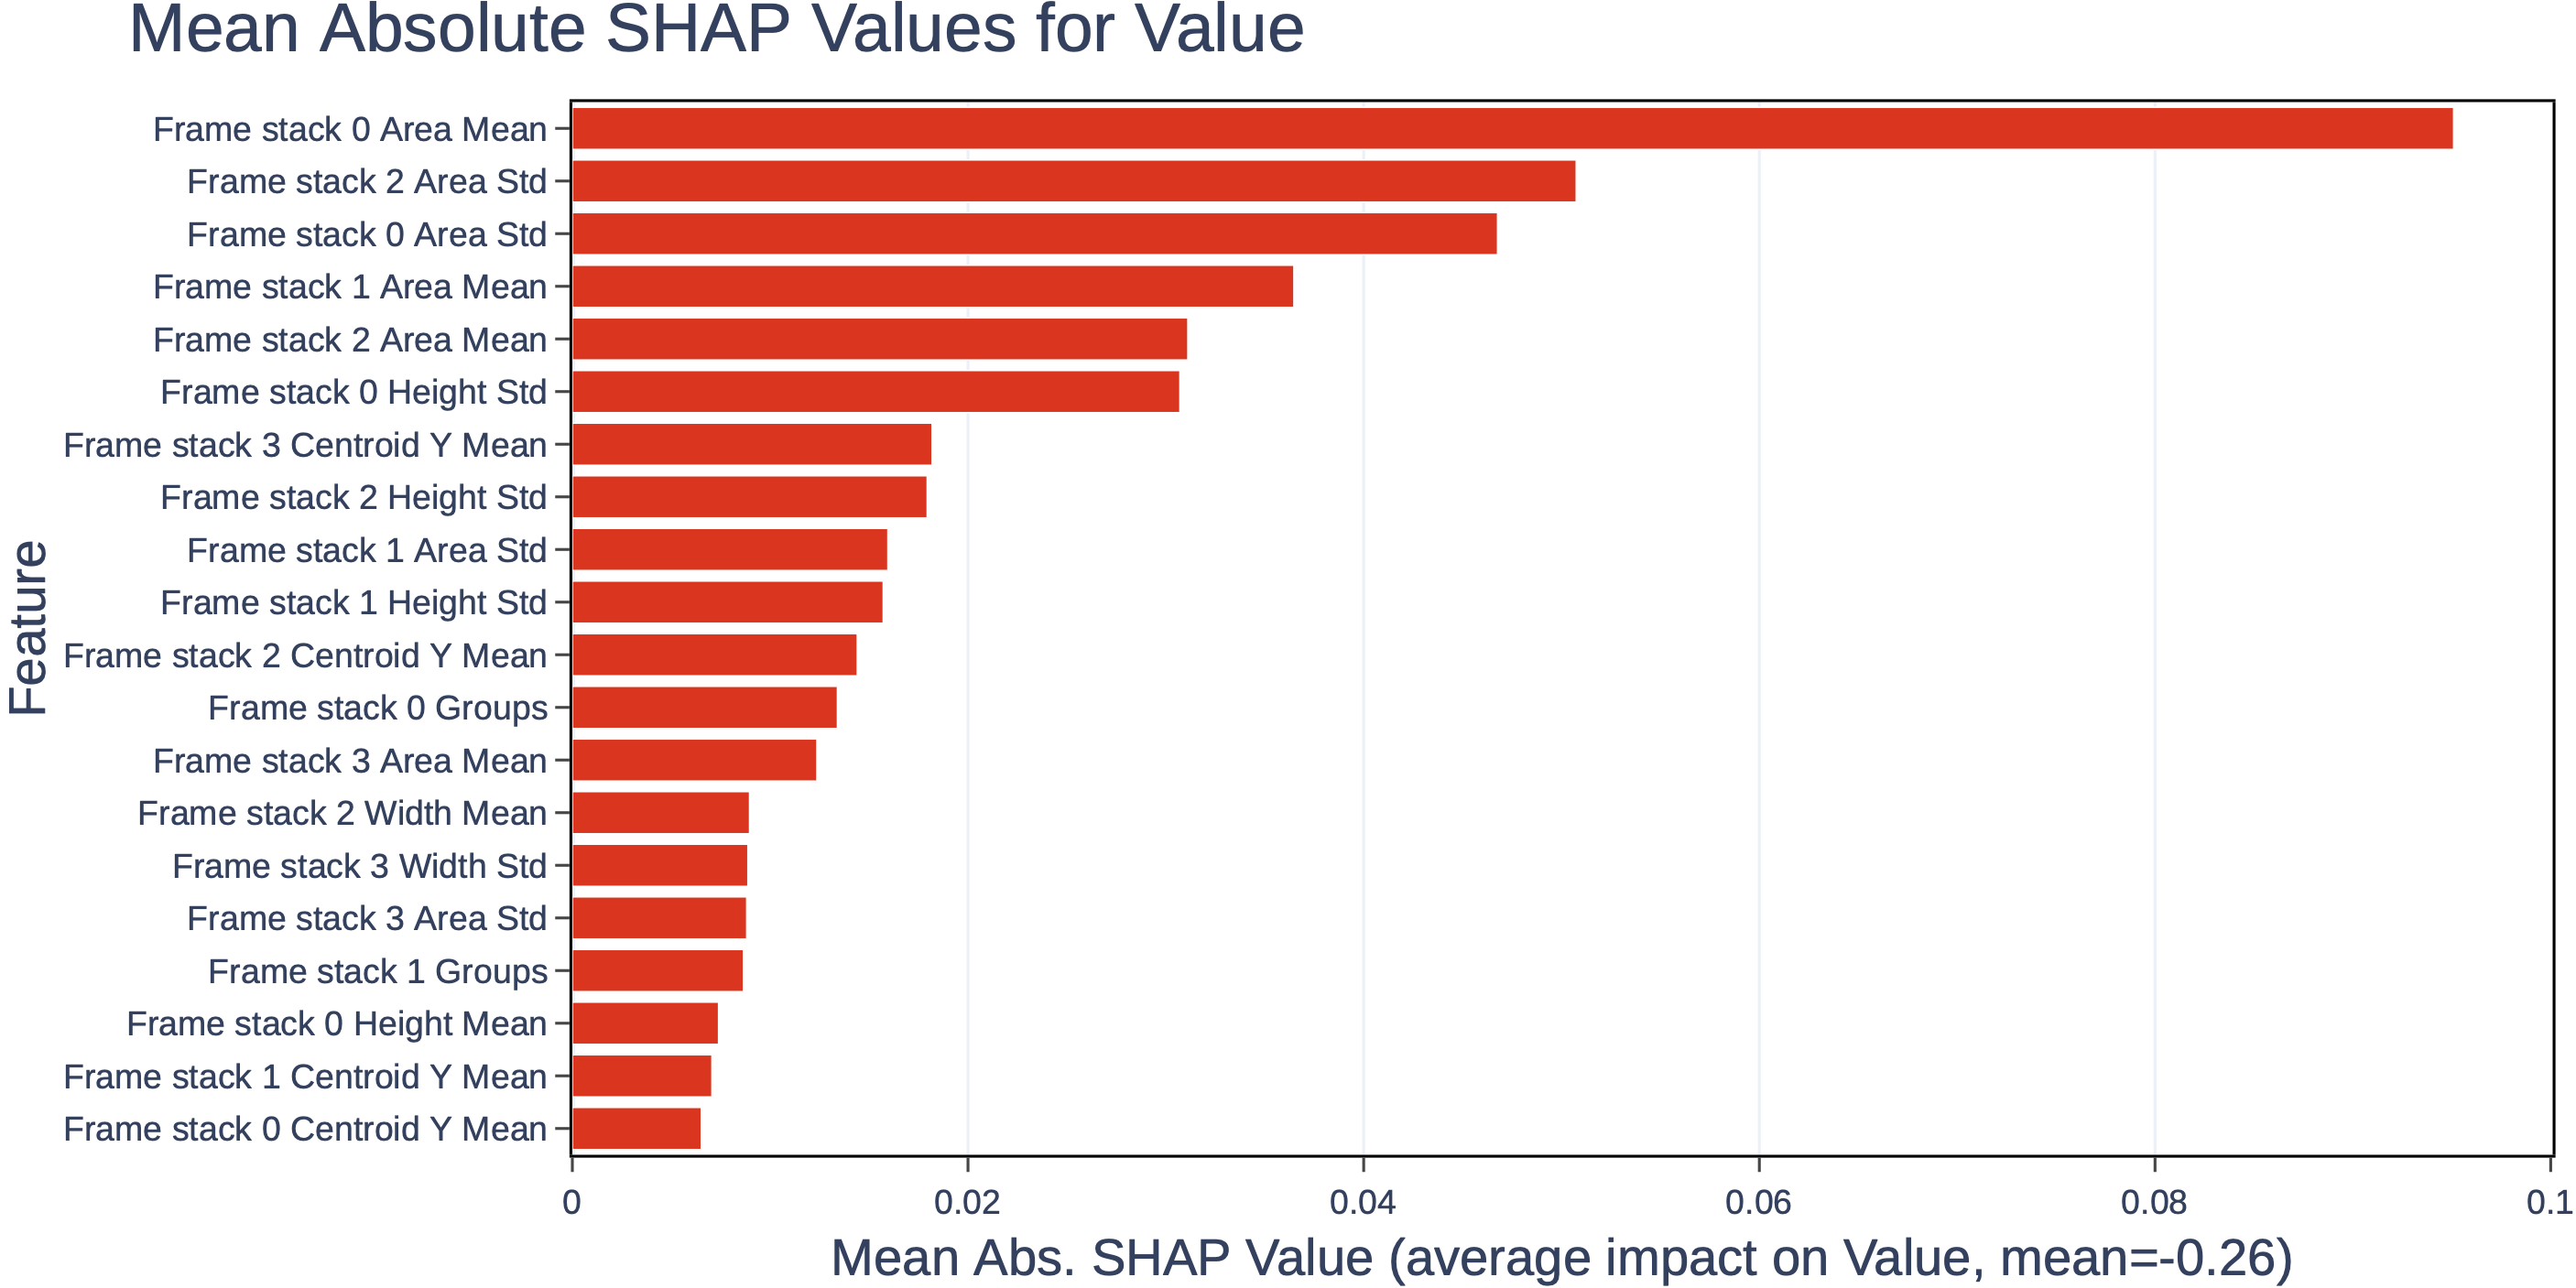 Mean Absolute SHAP Values for Value
Feature
Frame stack 0 Area Mean
Frame stack 2 Area Std
Frame stack 0 Area Std
Frame stack 1 Area Mean
Frame stack 2 Area Mean
Frame stack 0 Height Std
Frame stack 3 Centroid Y Mean
Frame stack 2 Height Std
Frame stack 1 Area Std
Frame stack 1 Height Std
Frame stack 2 Centroid Y Mean
Frame stack 0 Groups
Frame stack 3 Area Mean
Frame stack 2 Width Mean
Frame stack 3 Width Std
Frame stack 3 Area Std
Frame stack 1 Groups
Frame stack 0 Height Mean
Frame stack 1 Centroid Y Mean
Frame stack 0 Centroid Y Mean
0 0.02 0.04 0.06 0.08 0.1
Mean Abs. SHAP Value (average impact on Value, mean=-0.26)